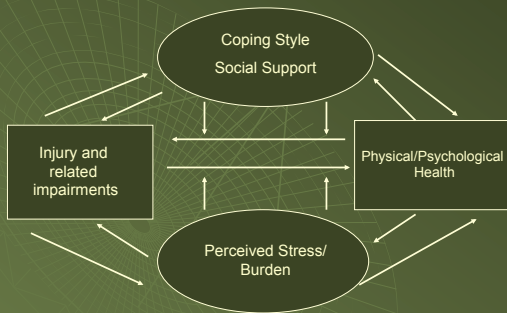 Coping Style
Social Support
Injury and
related
impairments
Physical/Psychological
Health
Perceived Stress/
Burden